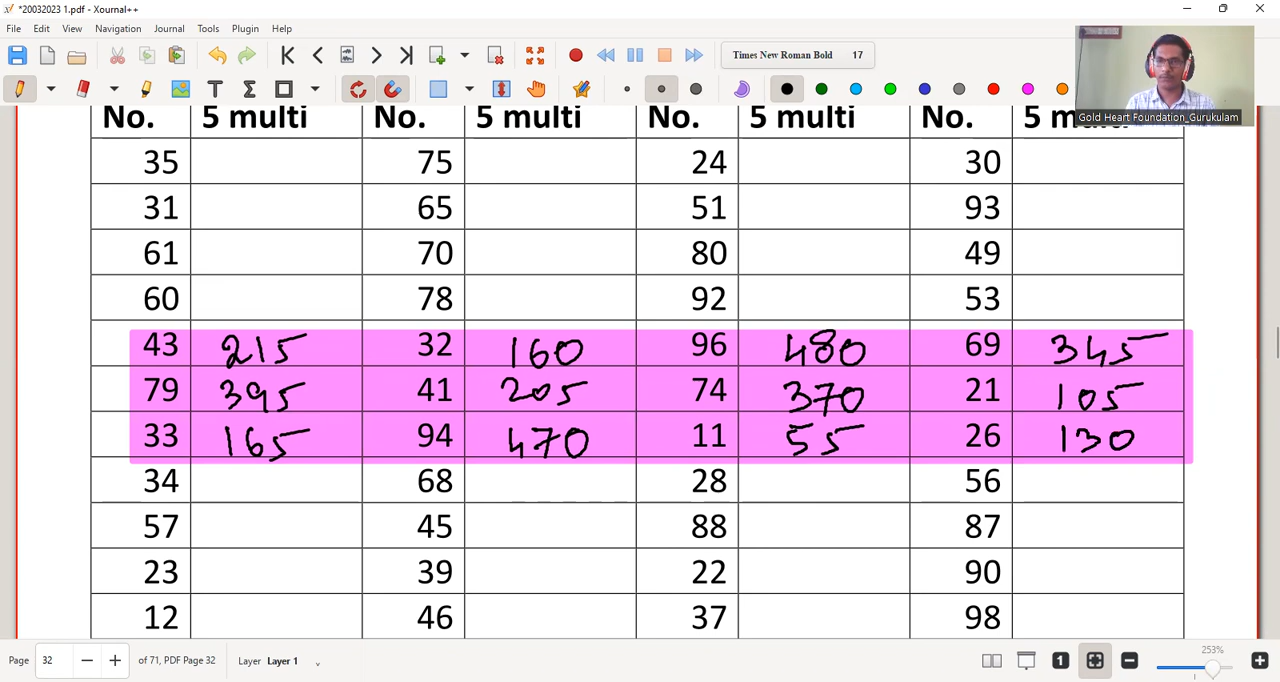 *20032023 1.pdf - Xournal++
File Edit View Navigation Journal Tools Plugin Help
Times New Roman Bold 17
Gold Heart Foundation_Gurukulam
No. 5 multi No. 5 multi No. 5 multi No. 5 multi
35 75 24 30
31 65 51 93
61 70 80 49
60 78 92 53
43 215 32 160 96 480 69 345
79 395 41 205 74 370 21 105
33 165 94 470 11 55 26 130
34 68 28 56
57 45 88 87
23 39 22 90
12 46 37 98
Page 32 of 71, PDF Page 32 Layer Layer 1 253%